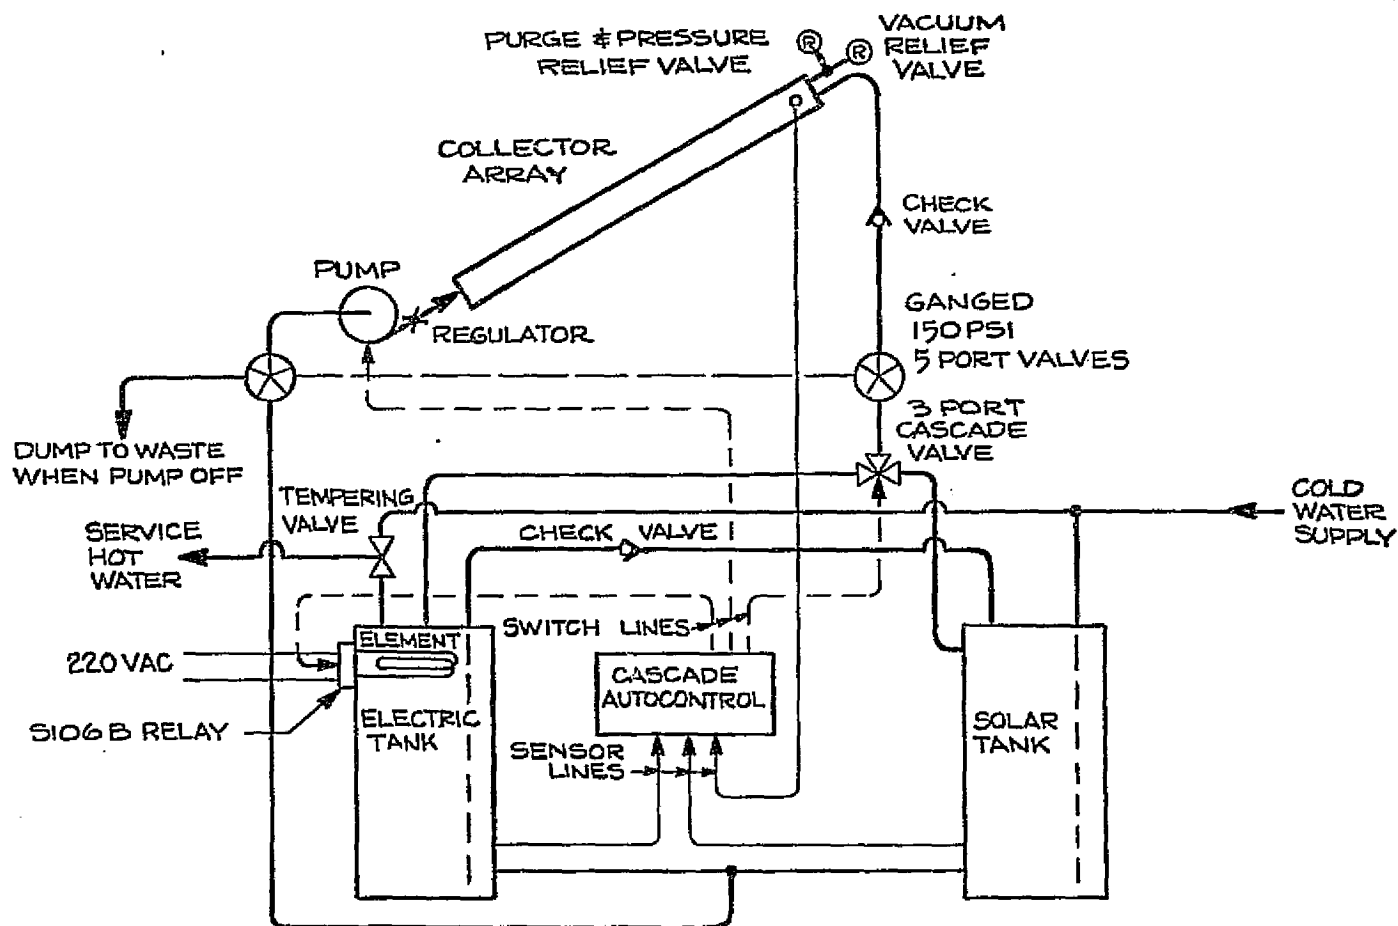 PURGE & PRESSURE
RELIEF VALVE
R
R
VACUUM
RELIEF
VALVE
COLLECTOR
ARRAY
CHECK
VALVE
PUMP
REGULATOR
GANGED
150 PSI
5 PORT VALVES
3 PORT
CASCADE
VALVE
DUMP TO WASTE
WHEN PUMP OFF
TEMPERING
VALVE
COLD
WATER
SUPPLY
SERVICE
HOT
WATER
CHECK VALVE
SWITCH LINES
ELEMENT
220 VAC
CASCADE
AUTOCONTROL
S106 B RELAY
ELECTRIC
TANK
SENSOR
LINES
SOLAR
TANK